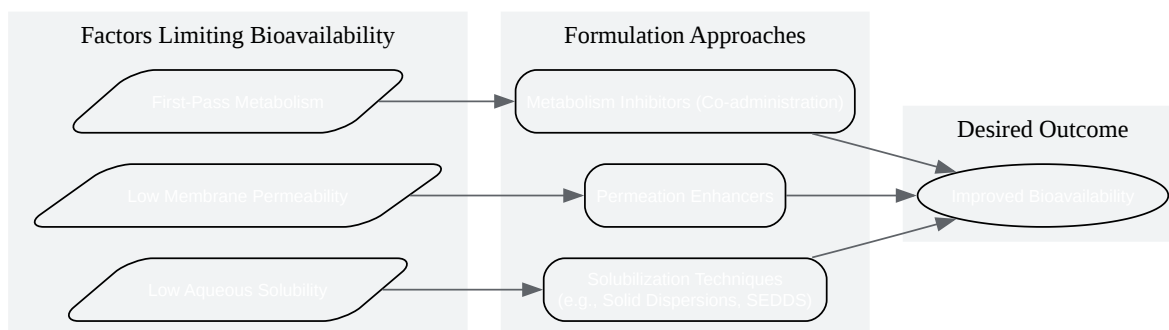 Factors Limiting Bioavailability
First-Pass Metabolism
Low Membrane Permeability
Low Aqueous Solubility
Formulation Approaches
Metabolism Inhibitors (Co-administration)
Permeation Enhancers
Solubilization Techniques
(e.g., Solid Dispersions, SEDDS)
Desired Outcome
Improved Bioavailability